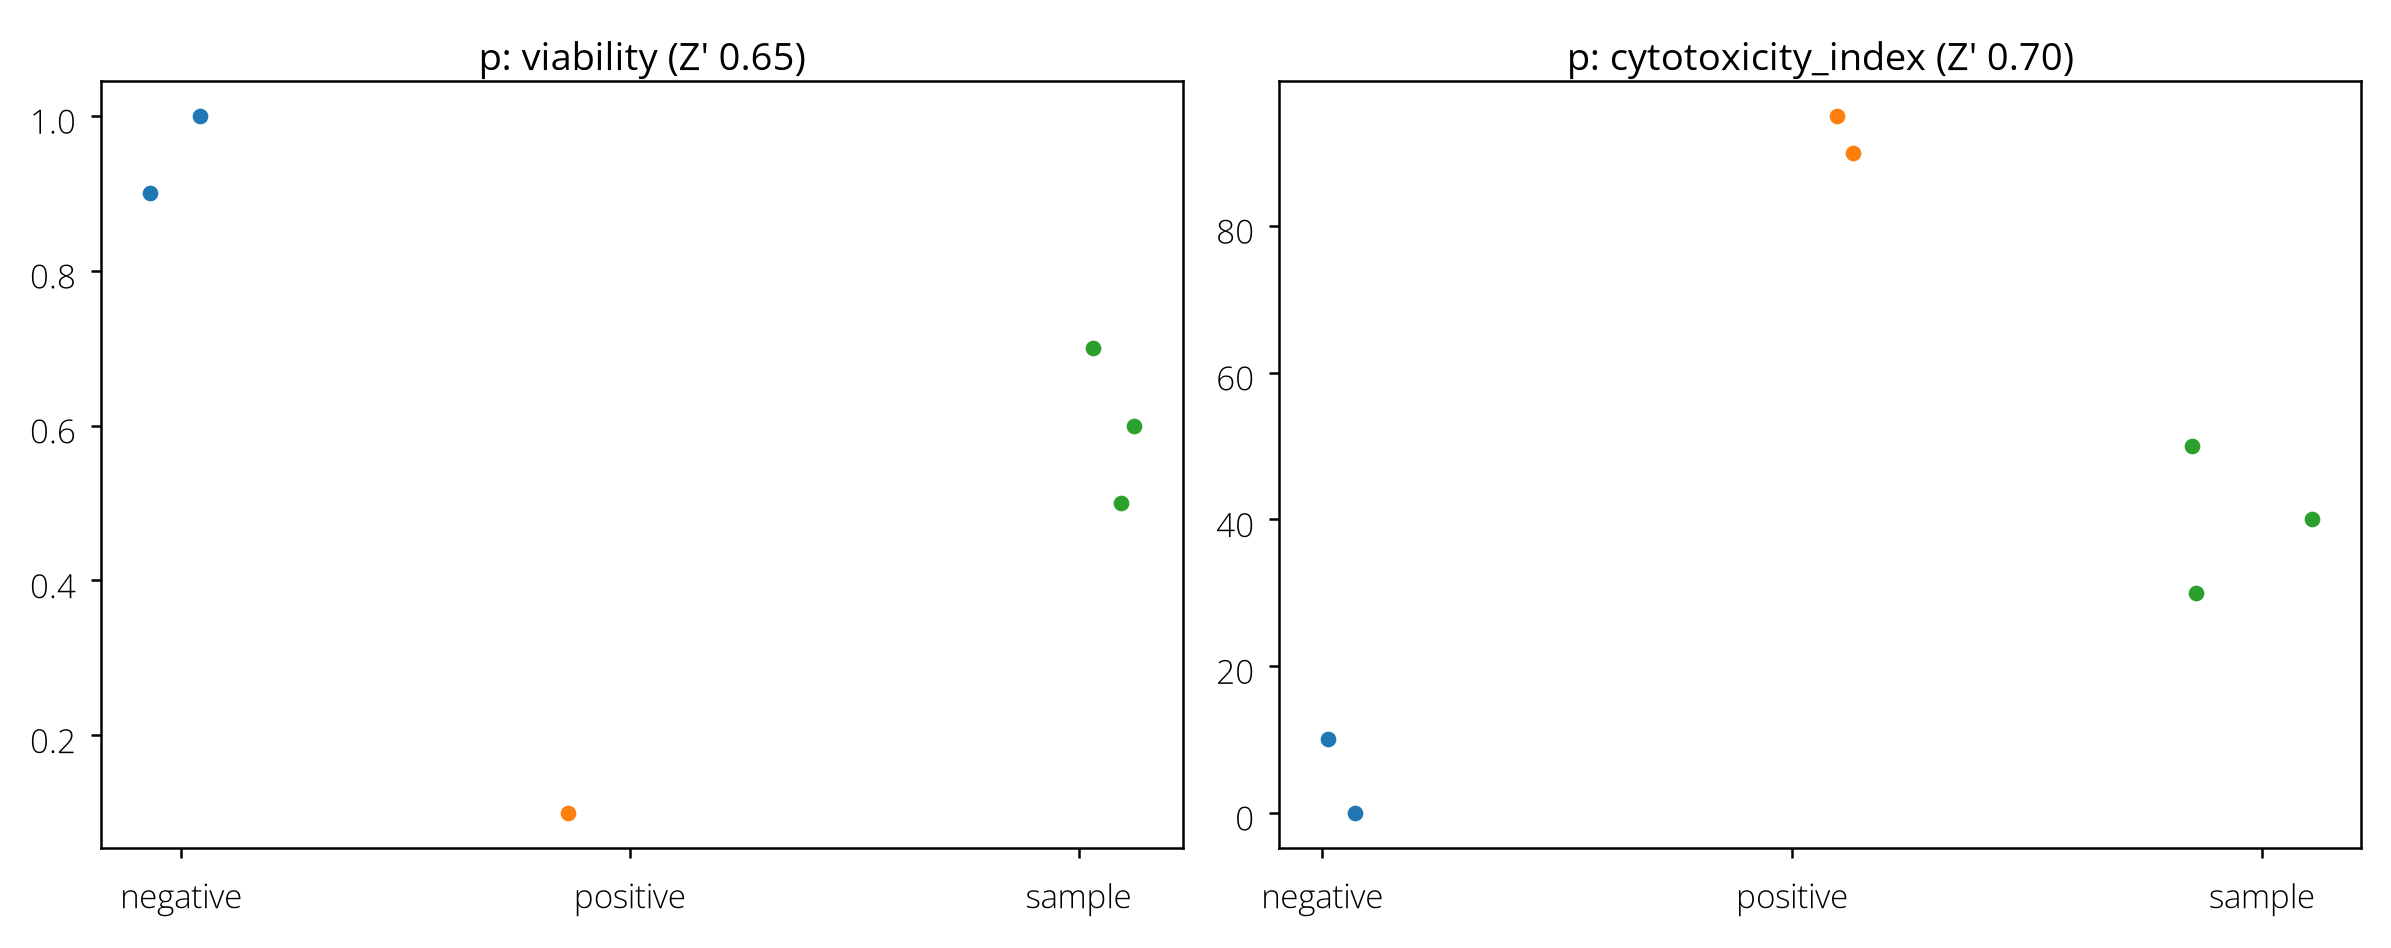 p: viability (Z' 0.65)
1.0
0.8
0.6
0.4
0.2
negative positive sample
p: cytotoxicity_index (Z' 0.70)
80
60
40
20
0
negative positive sample